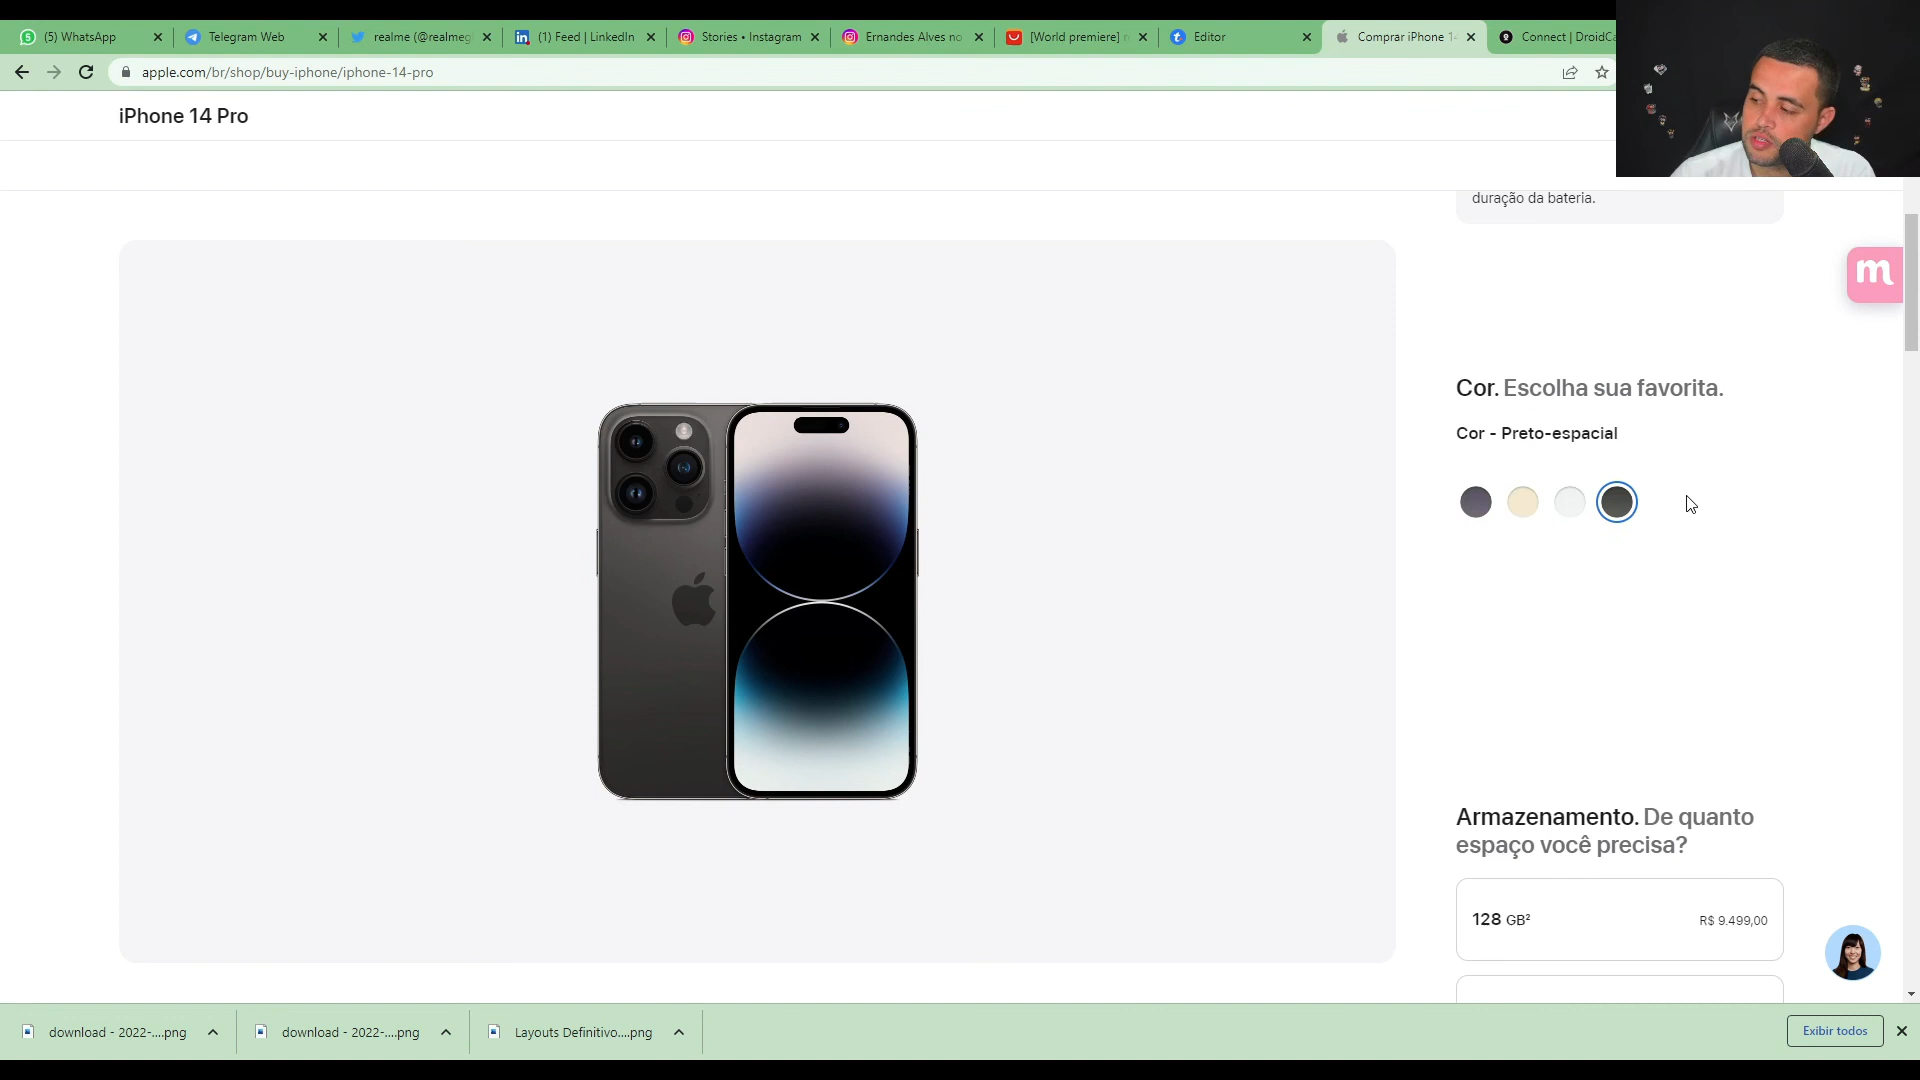 (5) WhatsApp
Telegram Web
realme (@realmeg
(1) Feed | LinkedIn
Stories • Instagram
Ernandes Alves no
[World premiere] r
Editor
Comprar iPhone 14
Connect | DroidCa
apple.com/br/shop/buy-iphone/iphone-14-pro
iPhone 14 Pro
duração da bateria.
m
Cor. Escolha sua favorita.
Cor - Preto-espacial
Armazenamento. De quanto
espaço você precisa?
128 GB²
R$ 9.499,00
download - 2022-....png
download - 2022-....png
Layouts Definitivo....png
Exibir todos